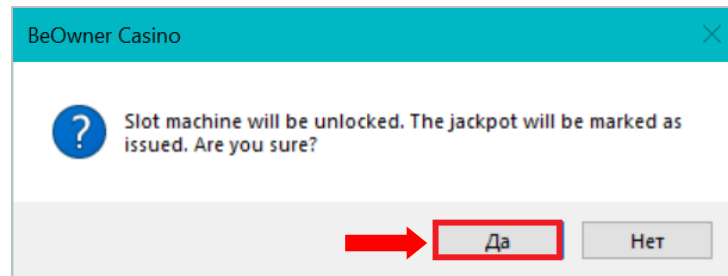 BeOwner Casino
Slot machine will be unlocked. The jackpot will be marked as
issued. Are you sure?
Да
Нет